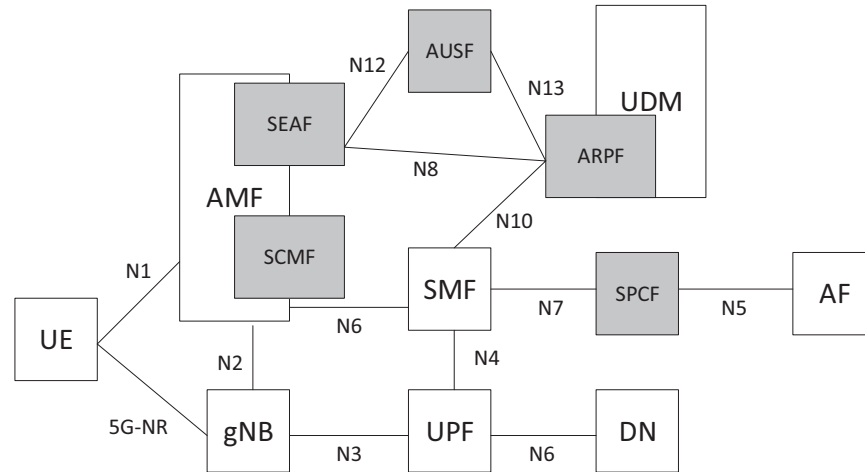 AUSF
N12
N13
UDM
SEAF
ARPF
N8
AMF
N10
SCMF
N1
SMF
N7
SPCF
N5
AF
N6
UE
N2
N4
5G-NR
gNB
N3
UPF
N6
DN